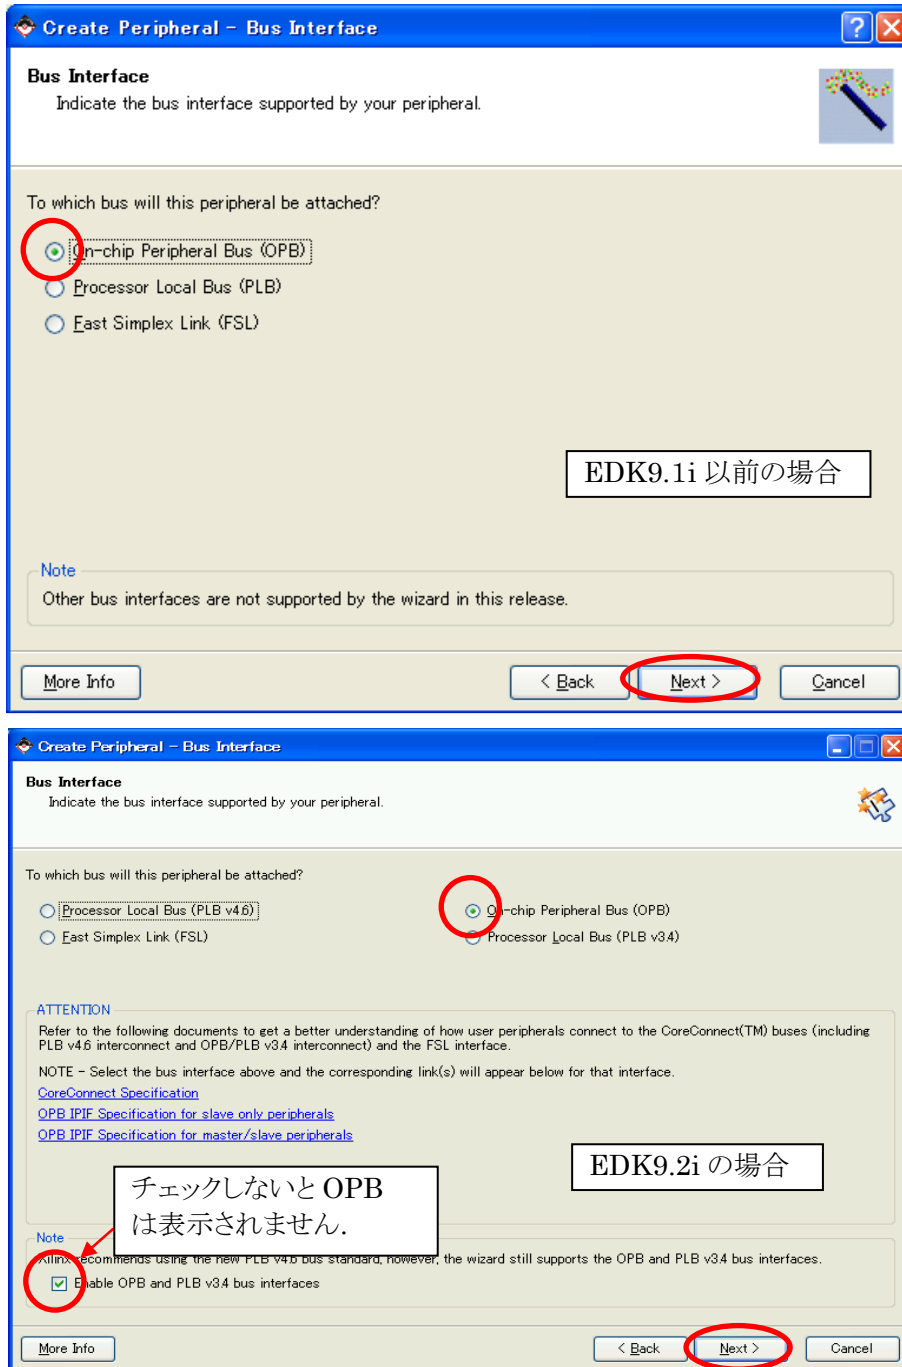 Create Peripheral - Bus Interface
Bus Interface
Indicate the bus interface supported by your peripheral.
To which bus will this peripheral be attached?
On-chip Peripheral Bus (OPB)
Processor Local Bus (PLB)
Fast Simplex Link (FSL)
EDK9.1i 以前の場合
Note
Other bus interfaces are not supported by the wizard in this release.
More Info
< Back
Next >
Cancel
Create Peripheral - Bus Interface
Bus Interface
Indicate the bus interface supported by your peripheral.
To which bus will this peripheral be attached?
Processor Local Bus (PLB v4.6)
On-chip Peripheral Bus (OPB)
Fast Simplex Link (FSL)
Processor Local Bus (PLB v3.4)
ATTENTION
Refer to the following documents to get a better understanding of how user peripherals connect to the CoreConnect(TM) buses (including
PLB v4.6 interconnect and OPB/PLB v3.4 interconnect) and the FSL interface.
NOTE - Select the bus interface above and the corresponding link(s) will appear below for that interface.
CoreConnect Specification
OPB IPIF Specification for slave only peripherals
OPB IPIF Specification for master/slave peripherals
EDK9.2i の場合
チェックしないと OPB
は表示されません.
Note
Xilinx recommends using the new PLB v4.6 bus standard, however, the wizard still supports the OPB and PLB v3.4 bus interfaces.
Enable OPB and PLB v3.4 bus interfaces
More Info
< Back
Next >
Cancel